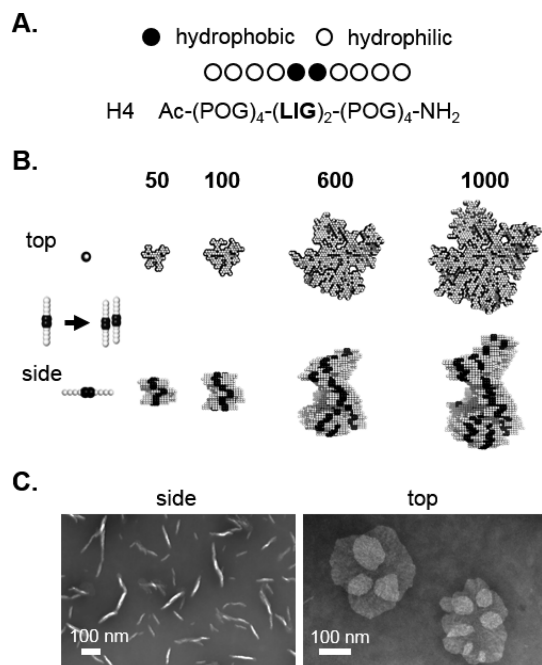 A.
hydrophobic hydrophilic
H4 Ac-(POG)₄-(LIG)₂-(POG)₄-NH₂
B.
50 100 600 1000
top
side
C.
side top
100 nm 100 nm